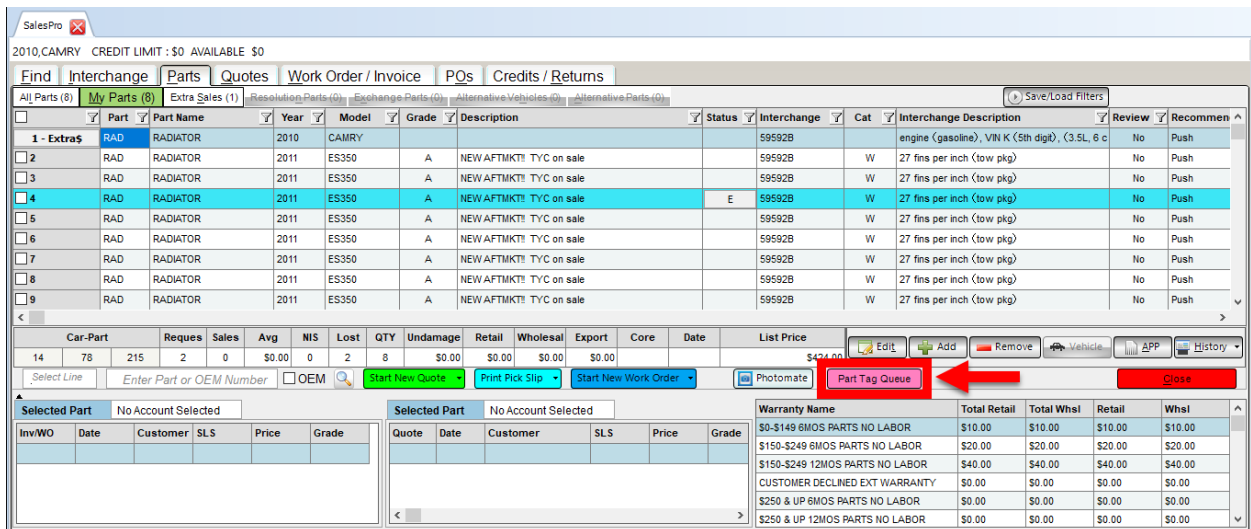 SalesPro
2010,CAMRY CREDIT LIMIT : $0 AVAILABLE $0
Find Interchange Parts Quotes Work Order / Invoice POs Credits / Returns
All Parts (8) My Parts (8) Extra Sales (1) Resolution Parts (0) Exchange Parts (0) Alternative Vehicles (0) Alternative Parts (0) Save/Load Filters
Part Part Name Year Model Grade Description Status Interchange Cat Interchange Description Review Recommen
1 - Extra$ RAD RADIATOR 2010 CAMRY 59592B engine (gasoline), VIN K (5th digit), (3.5L, 6 c No Push
2 RAD RADIATOR 2011 ES350 A NEW AFTMKT!! TYC on sale 59592B W 27 fins per inch (tow pkg) No Push
3 RAD RADIATOR 2011 ES350 A NEW AFTMKT!! TYC on sale 59592B W 27 fins per inch (tow pkg) No Push
4 RAD RADIATOR 2011 ES350 A NEW AFTMKT!! TYC on sale E 59592B W 27 fins per inch (tow pkg) No Push
5 RAD RADIATOR 2011 ES350 A NEW AFTMKT!! TYC on sale 59592B W 27 fins per inch (tow pkg) No Push
6 RAD RADIATOR 2011 ES350 A NEW AFTMKT!! TYC on sale 59592B W 27 fins per inch (tow pkg) No Push
7 RAD RADIATOR 2011 ES350 A NEW AFTMKT!! TYC on sale 59592B W 27 fins per inch (tow pkg) No Push
8 RAD RADIATOR 2011 ES350 A NEW AFTMKT!! TYC on sale 59592B W 27 fins per inch (tow pkg) No Push
9 RAD RADIATOR 2011 ES350 A NEW AFTMKT!! TYC on sale 59592B W 27 fins per inch (tow pkg) No Push
Car-Part Reques Sales Avg NIS Lost QTY Undamage Retail Wholesal Export Core Date List Price
14 78 215 2 0 $0.00 0 2 8 $0.00 $0.00 $0.00 $0.00 $424.00 Edit Add Remove Vehicle APP History
Select Line Enter Part or OEM Number OEM Start New Quote Print Pick Slip Start New Work Order Photomate Part Tag Queue Close
Selected Part No Account Selected Selected Part No Account Selected Warranty Name Total Retail Total Whsl Retail Whsl
Inv/WO Date Customer SLS Price Grade Quote Date Customer SLS Price Grade $0-$149 6MOS PARTS NO LABOR $10.00 $10.00 $10.00 $10.00
$150-$249 6MOS PARTS NO LABOR $20.00 $20.00 $20.00 $20.00
$150-$249 12MOS PARTS NO LABOR $40.00 $40.00 $40.00 $40.00
CUSTOMER DECLINED EXT WARRANTY $0.00 $0.00 $0.00 $0.00
$250 & UP 6MOS PARTS NO LABOR $0.00 $0.00 $0.00 $0.00
$250 & UP 12MOS PARTS NO LABOR $0.00 $0.00 $0.00 $0.00